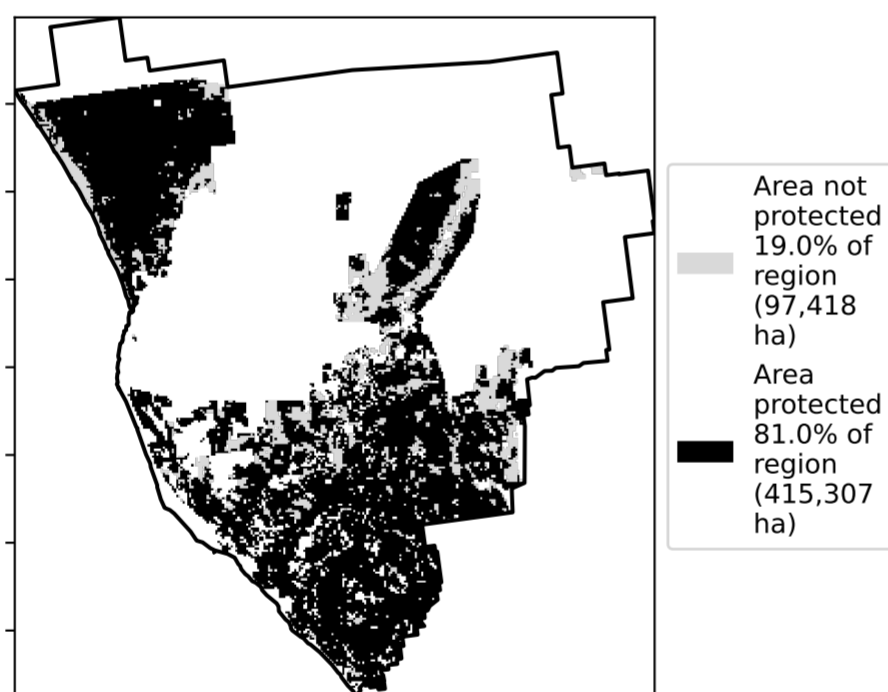 Area not
protected
19.0% of
region
(97,418
ha)
Area
protected
81.0% of
region
(415,307
ha)